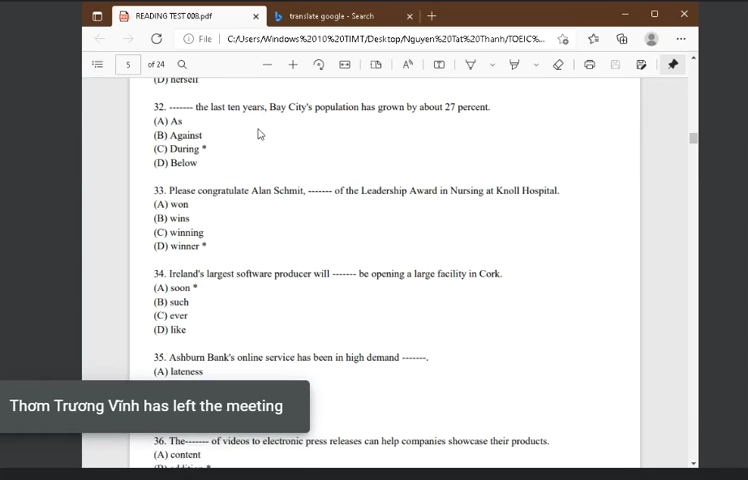 READING TEST 008.pdf
translate google - Search
File
C:/Users/Windows%2010%20TIMT/Desktop/Nguyen%20Tat%20Thanh/TOEIC%...
5 of 24
(D) herself
32. ------- the last ten years, Bay City's population has grown by about 27 percent.
(A) As
(B) Against
(C) During *
(D) Below
33. Please congratulate Alan Schmit, ------- of the Leadership Award in Nursing at Knoll Hospital.
(A) won
(B) wins
(C) winning
(D) winner *
34. Ireland's largest software producer will ------- be opening a large facility in Cork.
(A) soon *
(B) such
(C) ever
(D) like
35. Ashburn Bank's online service has been in high demand -------.
(A) lateness
Thơm Trương Vĩnh has left the meeting
36. The------- of videos to electronic press releases can help companies showcase their products.
(A) content
(B) addition *